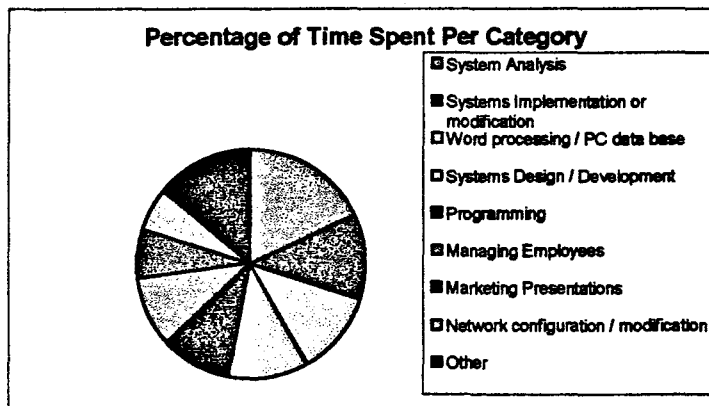 Percentage of Time Spent Per Category
System Analysis
Systems Implementation or
modification
Word processing / PC data base
Systems Design / Development
Programming
Managing Employees
Marketing Presentations
Network configuration / modification
Other